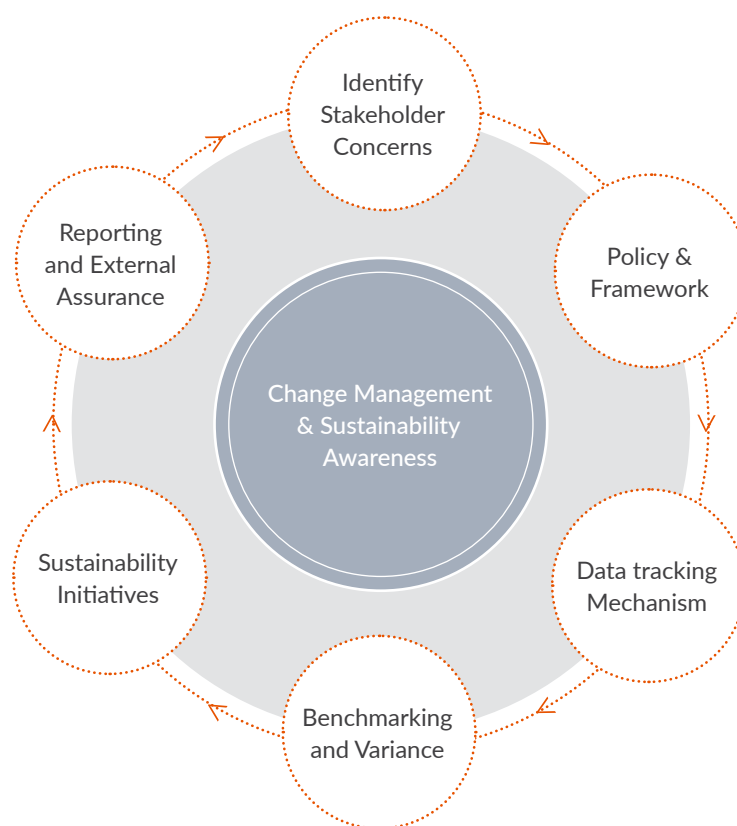 Identify
Stakeholder
Concerns
Policy &
Framework
Data tracking
Mechanism
Benchmarking
and Variance
Sustainability
Initiatives
Reporting
and External
Assurance
Change Management
& Sustainability
Awareness